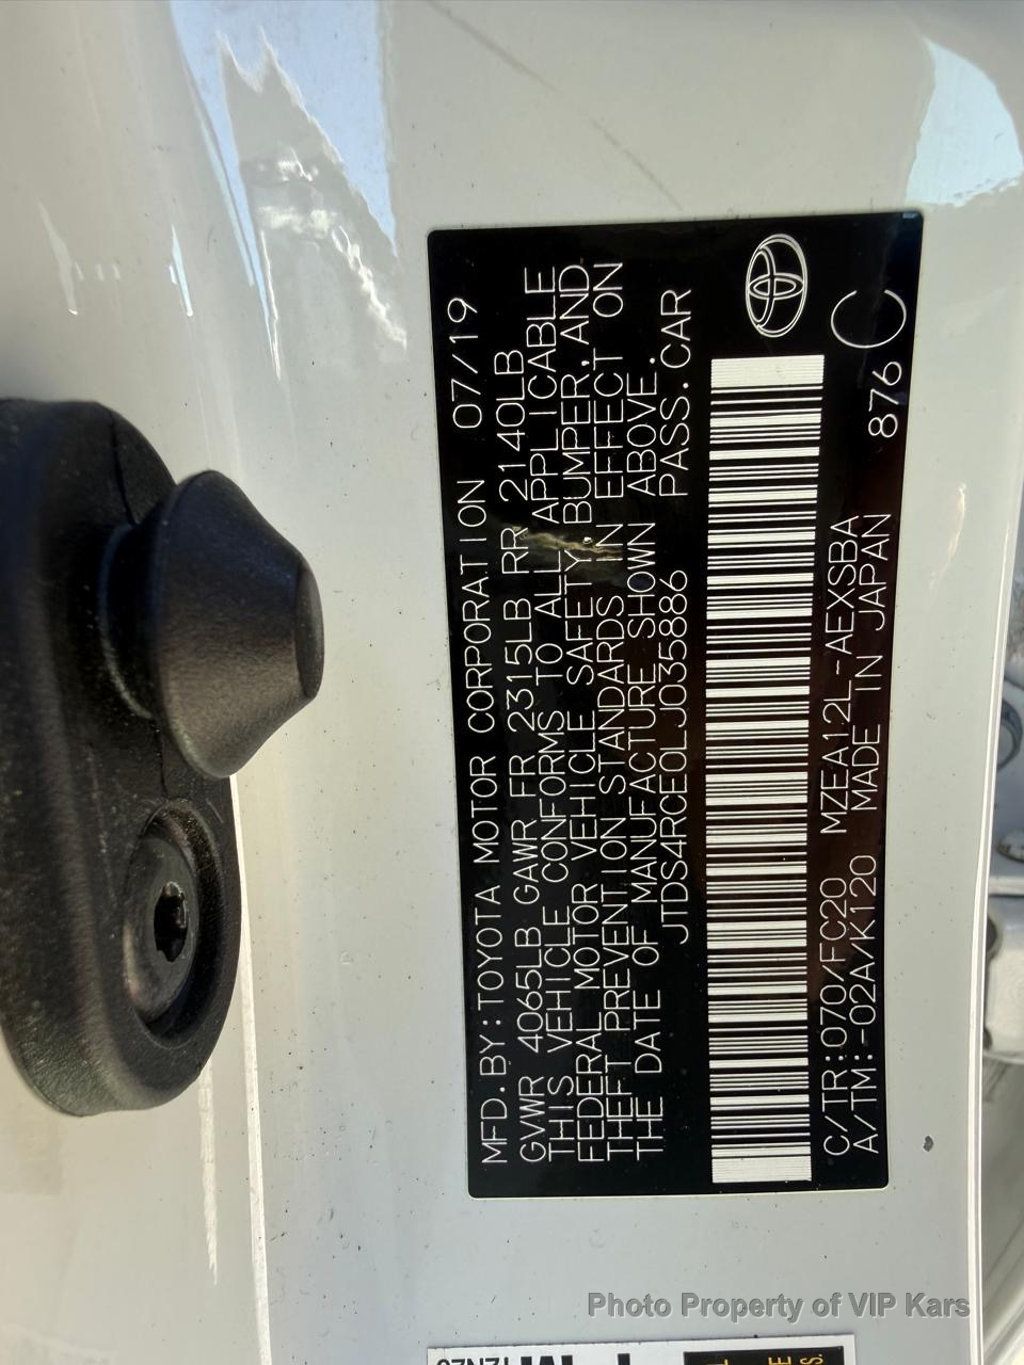 MFD.BY:TOYOTA MOTOR CORPORATION 07/19
GVWR 4065LB GAWR FR 2315LB RR 2140LB
THIS VEHICLE CONFORMS TO ALL APPLICABLE
FEDERAL MOTOR VEHICLE SAFETY,BUMPER,AND
THEFT PREVENTION STANDARDS IN EFFECT ON
THE DATE OF MANUFACTURE SHOWN ABOVE.
JTDS4RCE0LJ035886 PASS.CAR
C/TR:070/FC20 MZEA12L-AEXSBA
A/TM:-02A/K120 MADE IN JAPAN 876 C
Photo Property of VIP Kars